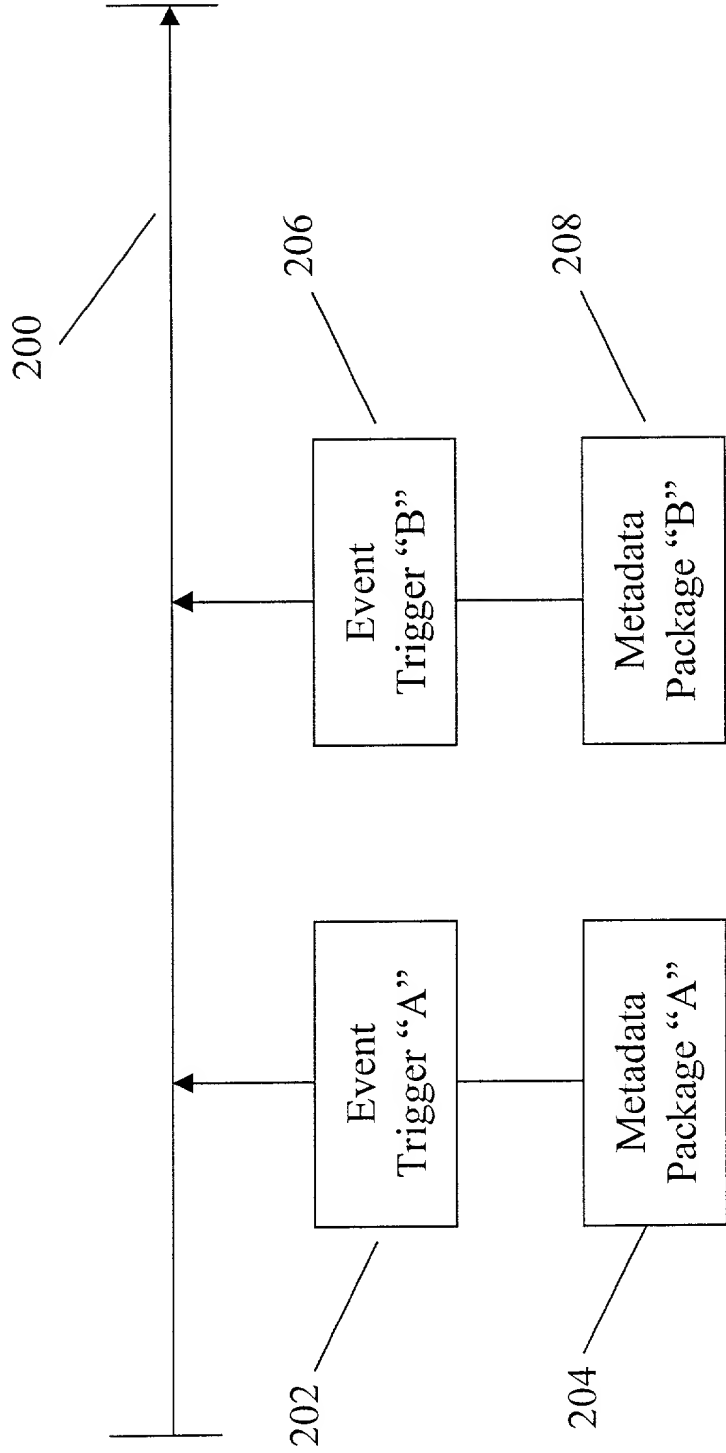 200
202
Event
Trigger “A”
Event
Trigger “B”
206
204
Metadata
Package “A”
Metadata
Package “B”
208